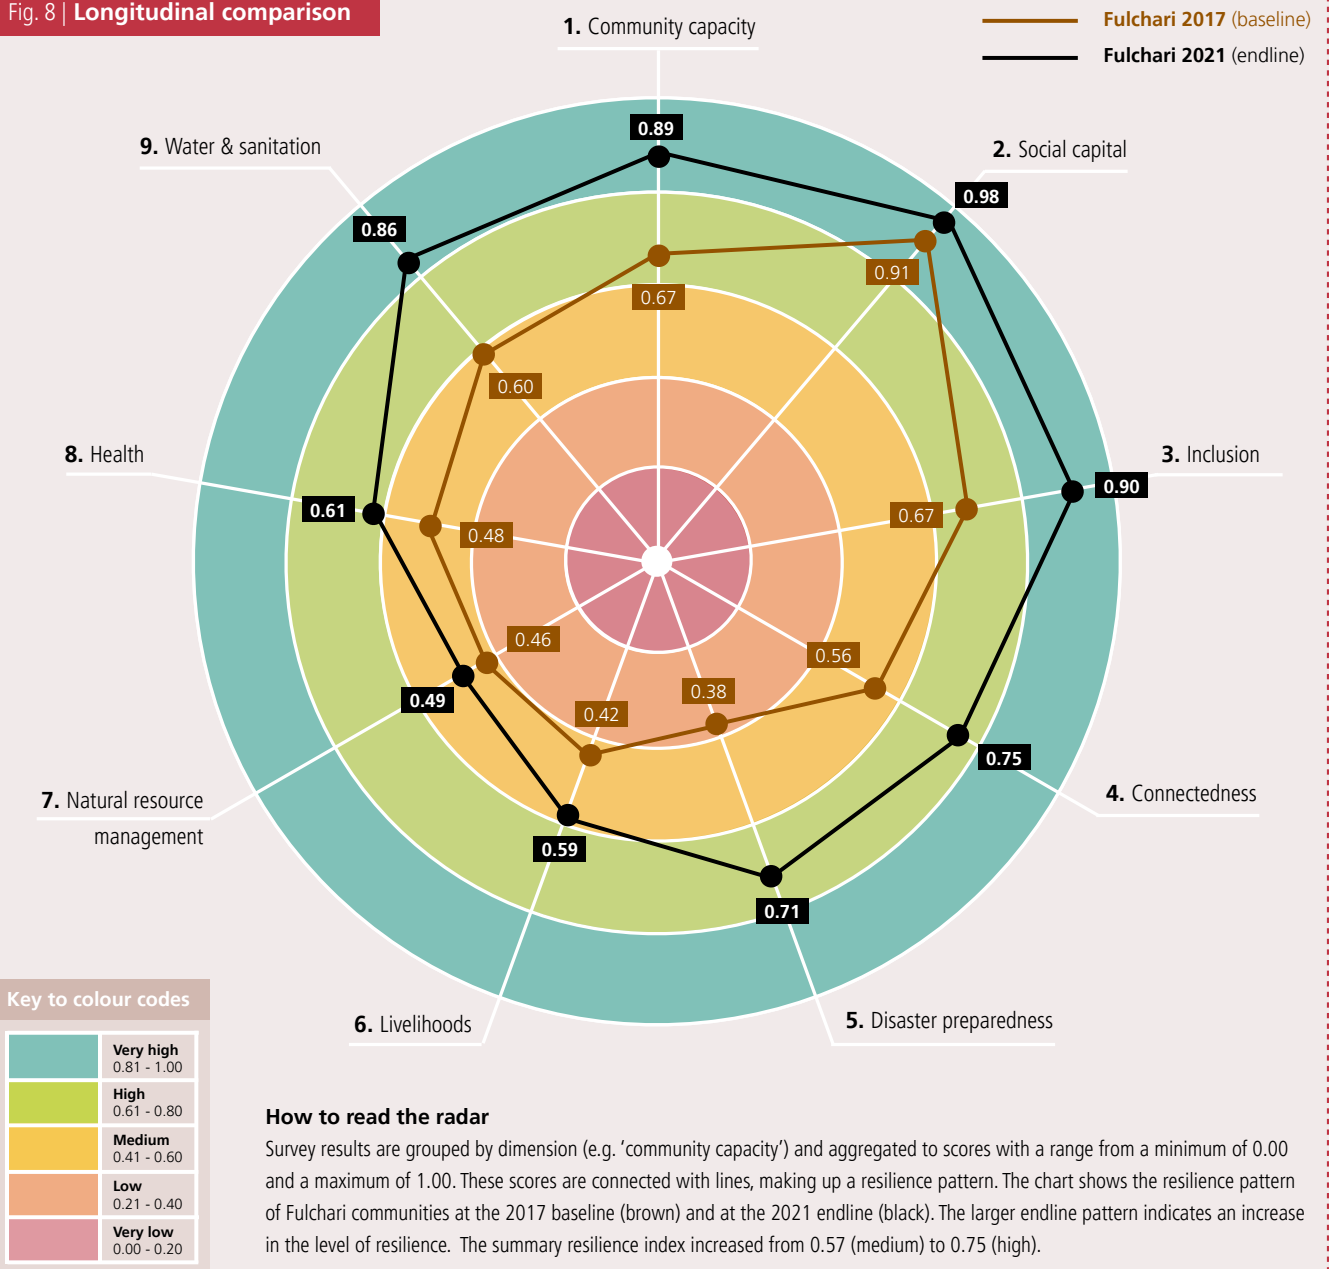 Fig. 8 | Longitudinal comparison
Fulchari 2017 (baseline)
Fulchari 2021 (endline)
1. Community capacity
2. Social capital
3. Inclusion
4. Connectedness
5. Disaster preparedness
6. Livelihoods
7. Natural resource
management
8. Health
9. Water & sanitation
0.89
0.98
0.90
0.75
0.71
0.59
0.49
0.61
0.86
0.67
0.91
0.67
0.56
0.38
0.42
0.46
0.48
0.60
Key to colour codes
Very high
0.81 - 1.00
High
0.61 - 0.80
Medium
0.41 - 0.60
Low
0.21 - 0.40
Very low
0.00 - 0.20
How to read the radar
Survey results are grouped by dimension (e.g. ‘community capacity’) and aggregated to scores with a range from a minimum of 0.00
and a maximum of 1.00. These scores are connected with lines, making up a resilience pattern. The chart shows the resilience pattern
of Fulchari communities at the 2017 baseline (brown) and at the 2021 endline (black). The larger endline pattern indicates an increase
in the level of resilience. The summary resilience index increased from 0.57 (medium) to 0.75 (high).